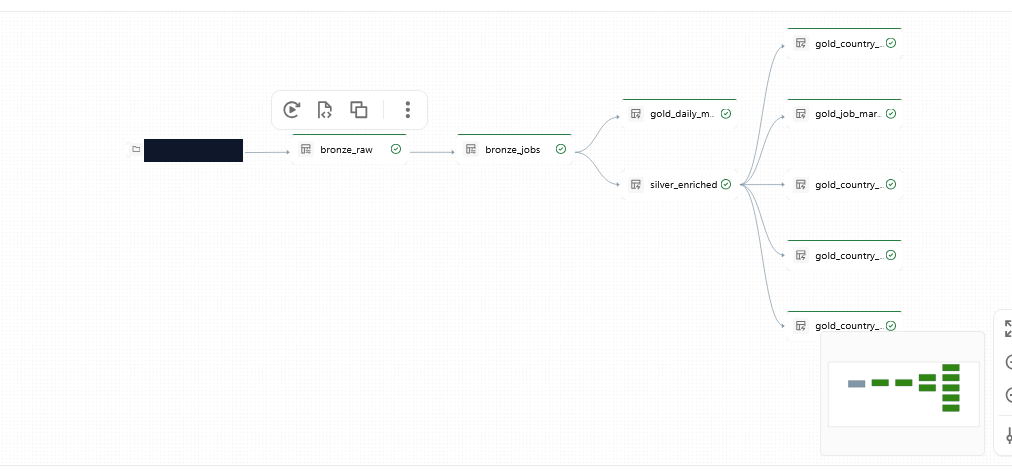 bronze_raw
bronze_jobs
gold_daily_m..
silver_enriched
gold_country_..
gold_job_mar..
gold_country_..
gold_country_..
gold_country_..